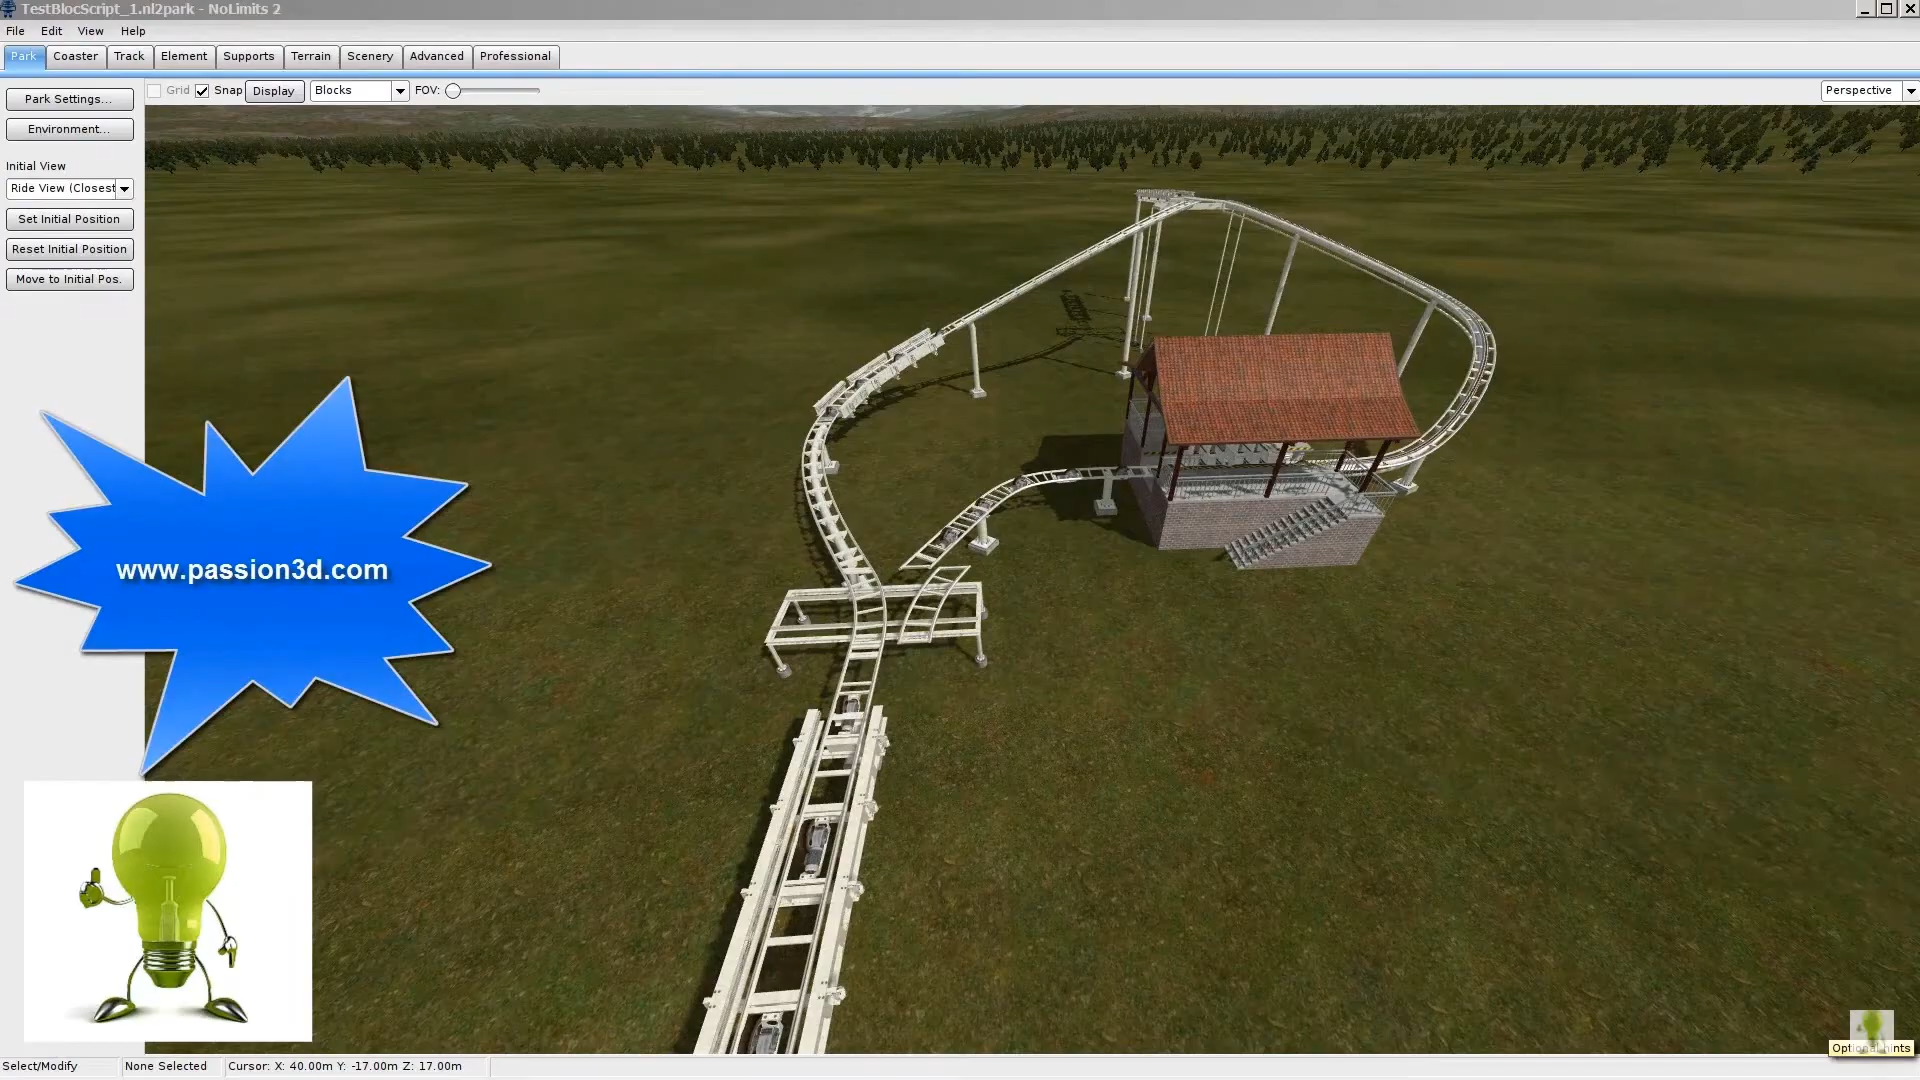 TestBlocScript_1.nl2park - NoLimits 2
File Edit View Help
Park Coaster Track Element Supports Terrain Scenery Advanced Professional
Grid Snap Display Blocks FOV: Perspective
Park Settings...
Environment...
Initial View
Ride View (Closest
Set Initial Position
Reset Initial Position
Move to Initial Pos.
www.passion3d.com
Optional hints
Select/Modify None Selected Cursor: X: 40.00m Y: -17.00m Z: 17.00m